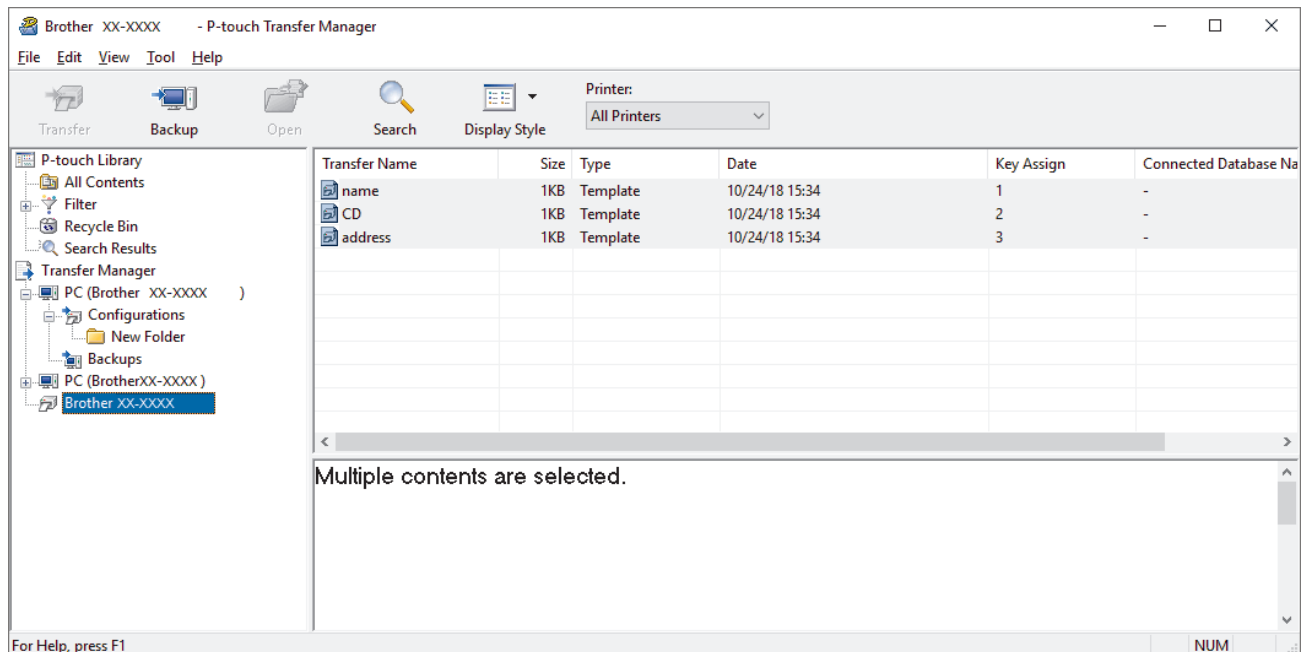 Brother XX-XXXX - P-touch Transfer Manager
File Edit View Tool Help
Transfer Backup Open Search Display Style Printer: All Printers
P-touch Library
All Contents
Filter
Recycle Bin
Search Results
Transfer Manager
PC (Brother XX-XXXX )
Configurations
New Folder
Backups
PC (BrotherXX-XXXX )
Brother XX-XXXX
Transfer Name Size Type Date Key Assign Connected Database Na
name 1KB Template 10/24/18 15:34 1 -
CD 1KB Template 10/24/18 15:34 2 -
address 1KB Template 10/24/18 15:34 3 -
Multiple contents are selected.
For Help, press F1 NUM